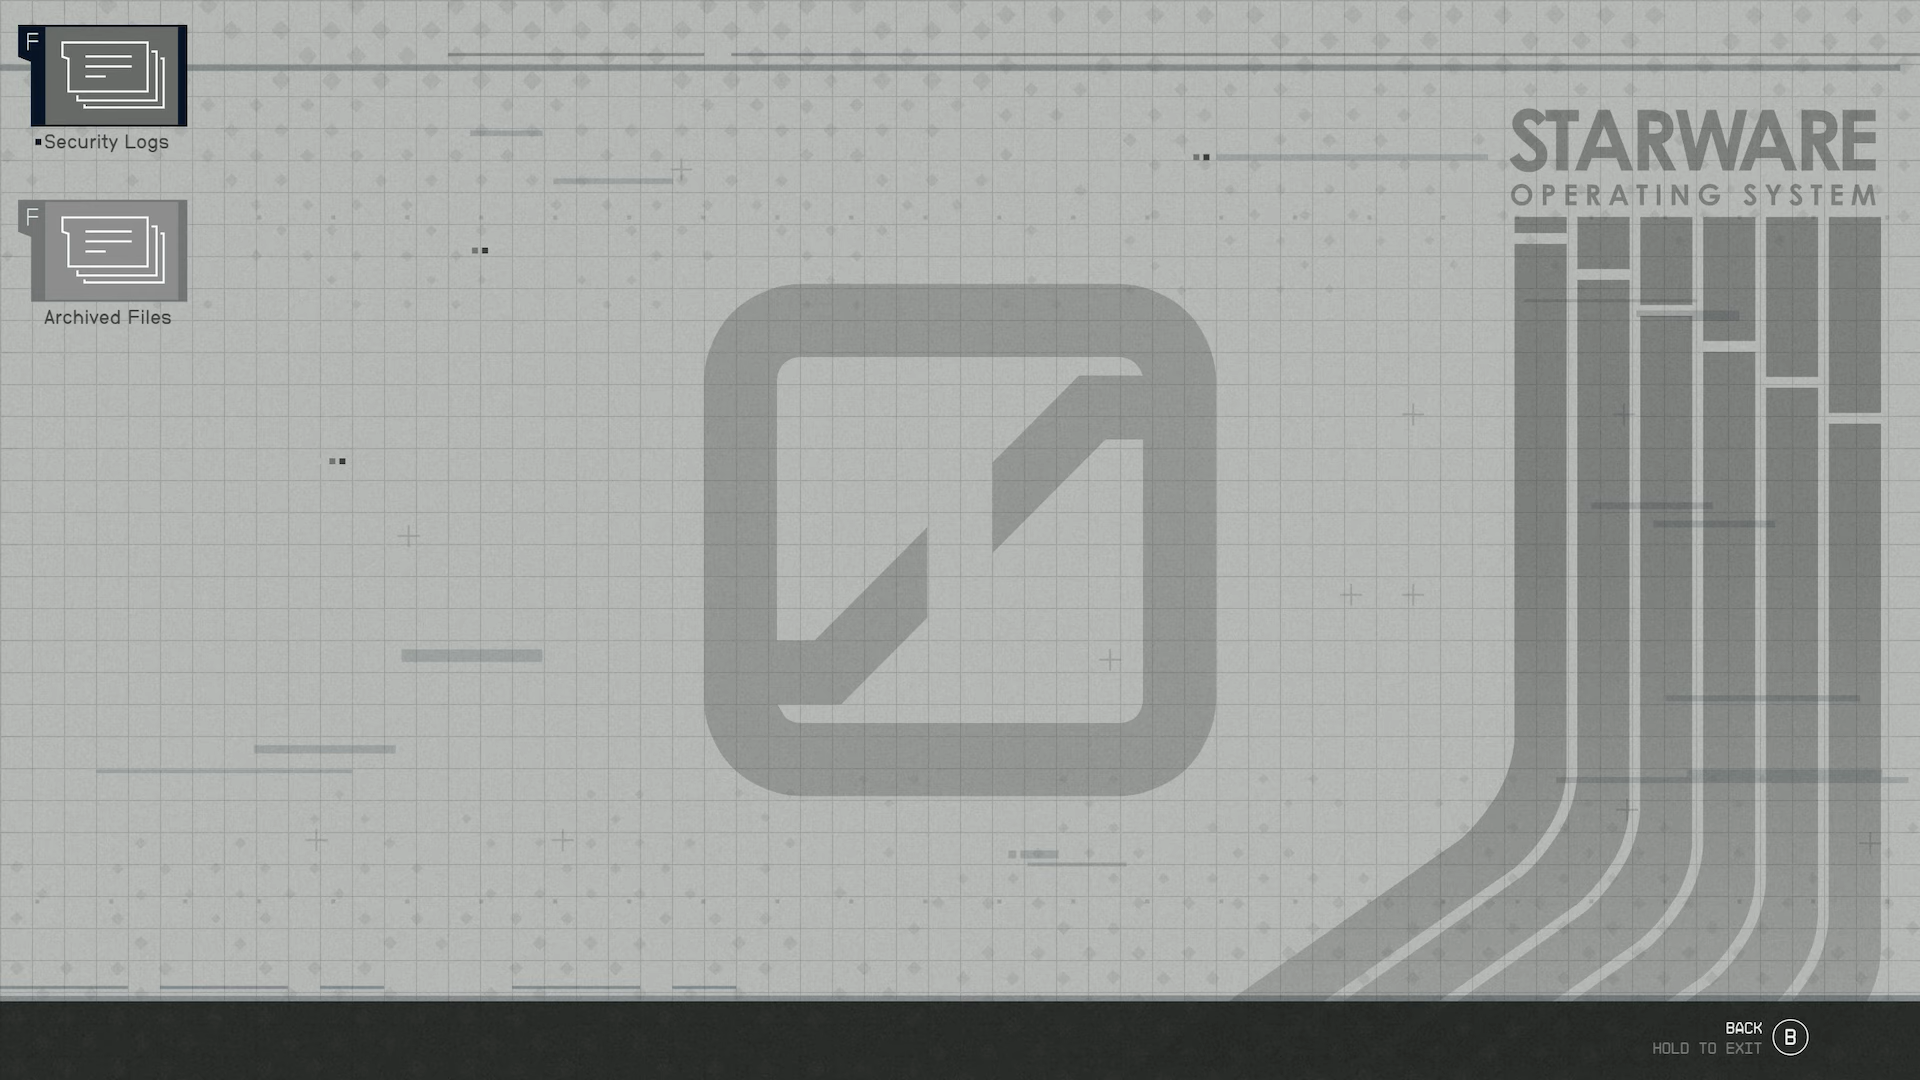 F
Security Logs
F
Archived Files
STARWARE
OPERATING SYSTEM
BACK
HOLD TO EXIT
B